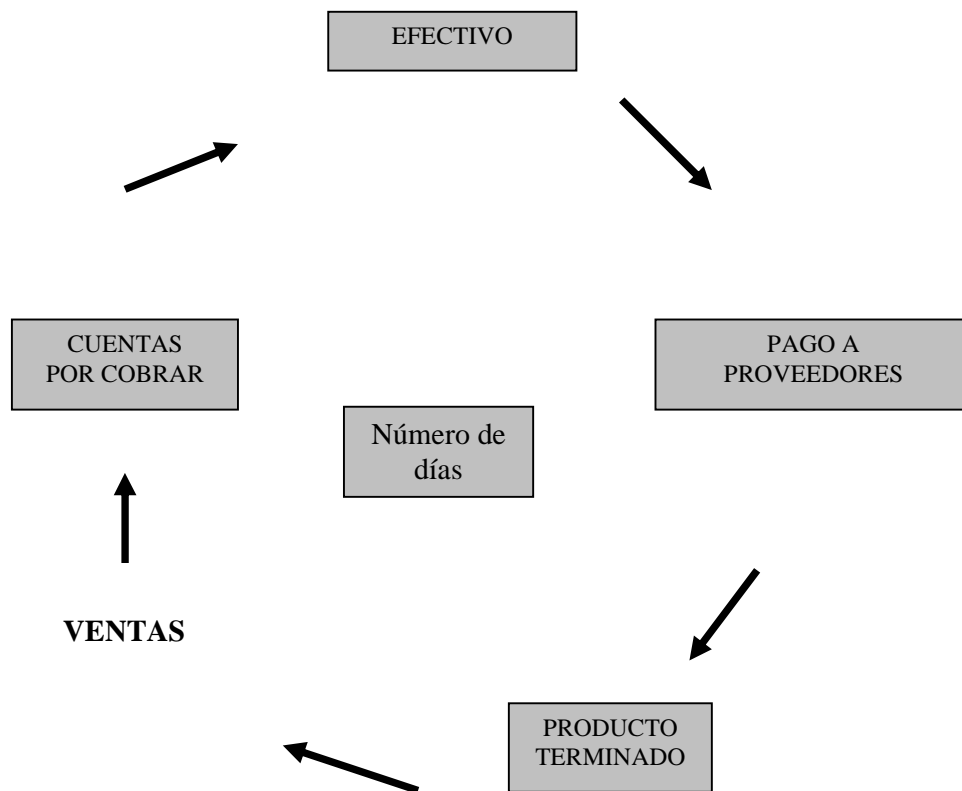 EFECTIVO
CUENTAS
POR COBRAR
PAGO A
PROVEEDORES
Número de
días
VENTAS
PRODUCTO
TERMINADO